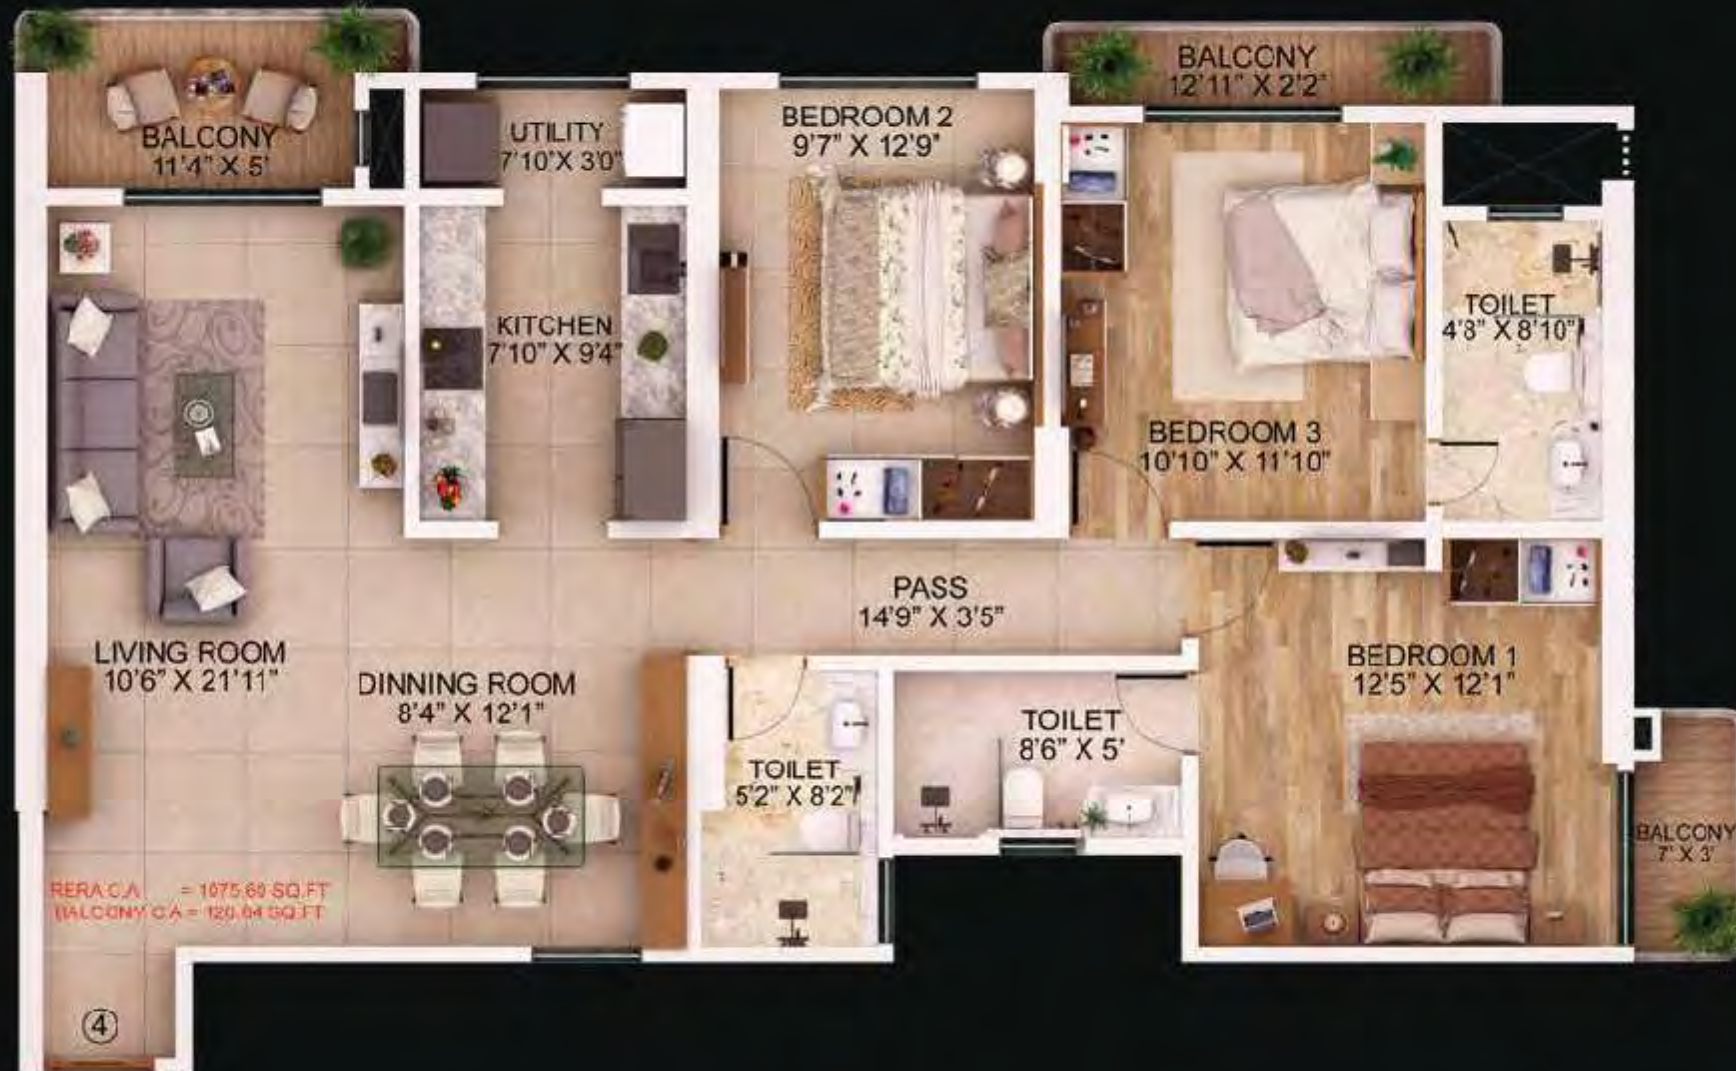 BALCONY
11'4" X 5'
UTILITY
7'10"X 3'0"
BEDROOM 2
9'7" X 12'9"
BALCONY
12'11" X 2'2"
KITCHEN
7'10" X 9'4"
TOILET
4'8" X 8'10"
BEDROOM 3
10'10" X 11'10"
PASS
14'9" X 3'5"
LIVING ROOM
10'6" X 21'11"
DINNING ROOM
8'4" X 12'1"
TOILET
5'2" X 8'2"
TOILET
8'6" X 5'
BEDROOM 1
12'5" X 12'1"
BALCONY
7' X 3'
RERA C.A = 1075.60 SQ.FT
BALCONY C A = 120.04 SQ.FT
4